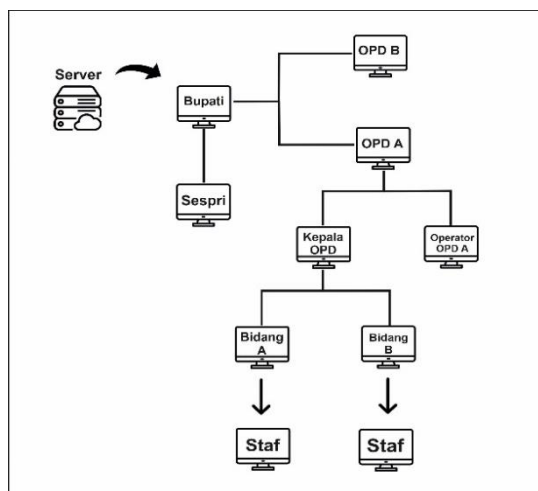 OPD B
Server
Bupati
OPD A
Sespri
Kepala
OPD
Operator
OPD A
Bidang
A
Bidang
B
Staf
Staf